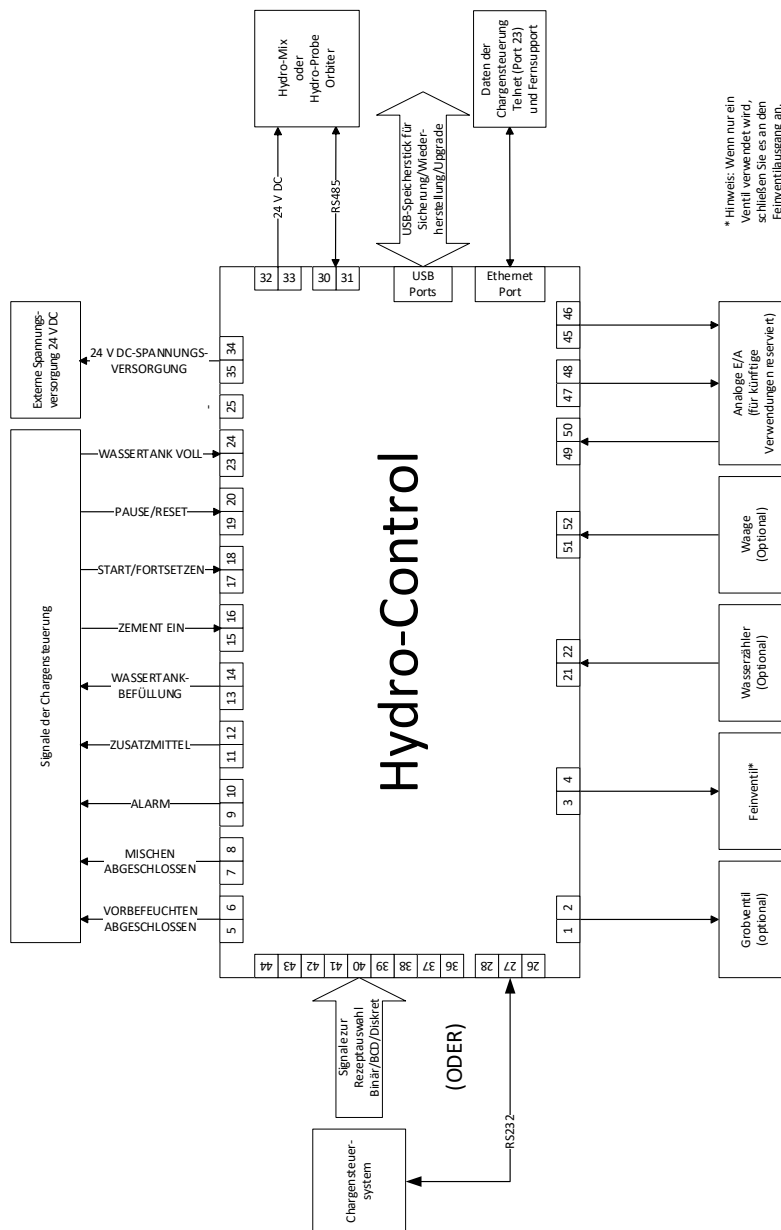 Signale der Chargensteuerung
Externe Spannungs-
versorgung 24 V DC
VORBEFEUCHTEN
ABGESCHLOSSEN
MISCHEN
ABGESCHLOSSEN
ALARM
ZUSATZMITTEL
WASSERTANK-
BEFÜLLUNG
ZEMENT EIN
START/FORTSETZEN
PAUSE/RESET
WASSERTANK VOLL
24 V DC-SPANNUNGS-
VERSORGUNG
5 6
7 8
9 10
11 12
13 14
15 16
17 18
19 20
23 24
25
35 34
Chargensteuer-
system
Signale zur
Rezeptauswahl
Binär/BCD/Diskret
(ODER)
RS232
44
43
42
41
40
39
38
37
36
28
27
26
Hydro-Control
32
33
30
31
USB
Ports
Ethernet
Port
24 V DC
RS485
Hydro-Mix
oder
Hydro-Probe
Orbiter
USB-Speicherstick für
Sicherung/Wieder-
herstellung/Upgrade
Daten der
Chargensteuerung
Telnet (Port 23)
und Fernsupport
1 2
3 4
21 22
51 52
49 50
47 48
45 46
Grobventil
(optional)
Feinventil*
Wasserzähler
(Optional)
Waage
(Optional)
Analoge E/A
(für künftige
Verwendungen reserviert)
* Hinweis: Wenn nur ein
Ventil verwendet wird,
schließen Sie es an den
Feinventilausgang an.